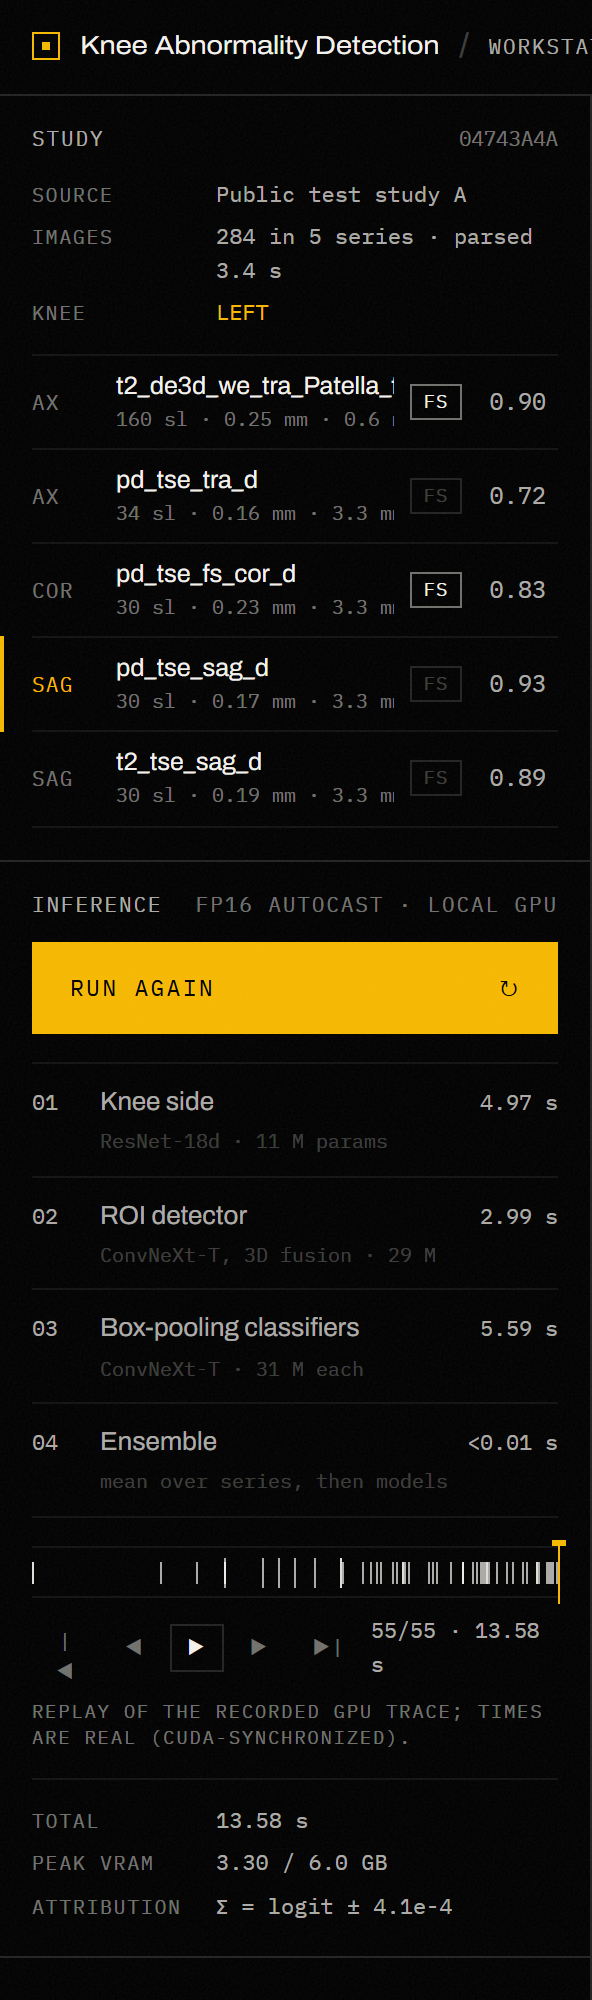 Knee Abnormality Detection / WORKSTAT
STUDY 04743A4A
SOURCE Public test study A
IMAGES 284 in 5 series · parsed
3.4 s
KNEE LEFT
AX t2_de3d_we_tra_Patella_ FS 0.90
160 sl · 0.25 mm · 0.6
AX pd_tse_tra_d FS 0.72
34 sl · 0.16 mm · 3.3 m
COR pd_tse_fs_cor_d FS 0.83
30 sl · 0.23 mm · 3.3 m
SAG pd_tse_sag_d FS 0.93
30 sl · 0.17 mm · 3.3 m
SAG t2_tse_sag_d FS 0.89
30 sl · 0.19 mm · 3.3 m
INFERENCE FP16 AUTOCAST · LOCAL GPU
RUN AGAIN ↻
01 Knee side 4.97 s
ResNet-18d · 11 M params
02 ROI detector 2.99 s
ConvNeXt-T, 3D fusion · 29 M
03 Box-pooling classifiers 5.59 s
ConvNeXt-T · 31 M each
04 Ensemble <0.01 s
mean over series, then models
55/55 · 13.58
s
REPLAY OF THE RECORDED GPU TRACE; TIMES
ARE REAL (CUDA-SYNCHRONIZED).
TOTAL 13.58 s
PEAK VRAM 3.30 / 6.0 GB
ATTRIBUTION Σ = logit ± 4.1e-4